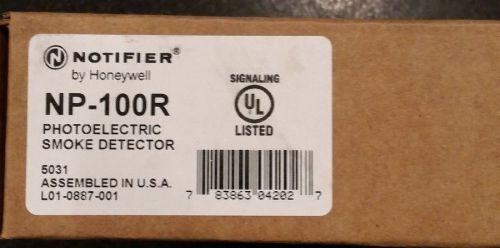 NOTIFIER®
by Honeywell
NP-100R
PHOTOELECTRIC
SMOKE DETECTOR
5031
ASSEMBLED IN U.S.A.
L01-0887-001
SIGNALING
UL
LISTED
7 83863 04202 7